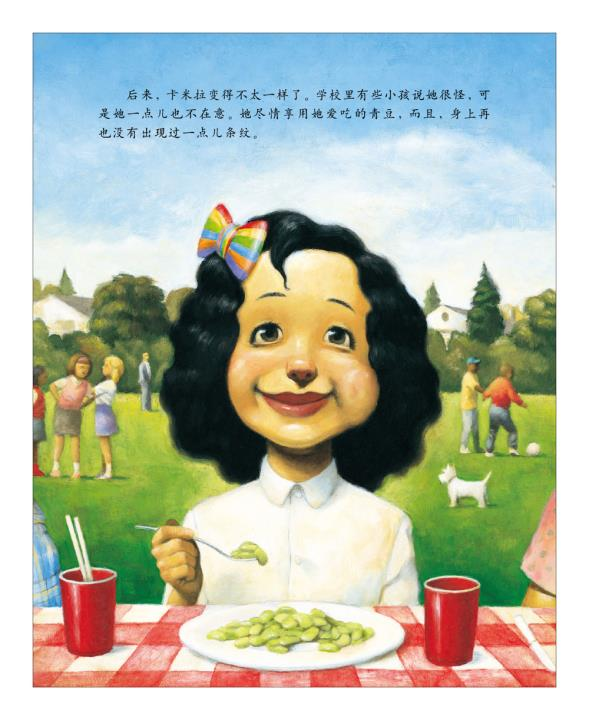 后来，卡米拉变得不太一样了。学校里有些小孩说她很怪，可
是她一点儿也不在意。她尽情享用她爱吃的青豆，而且，身上再
也没有出现过一点儿条纹。